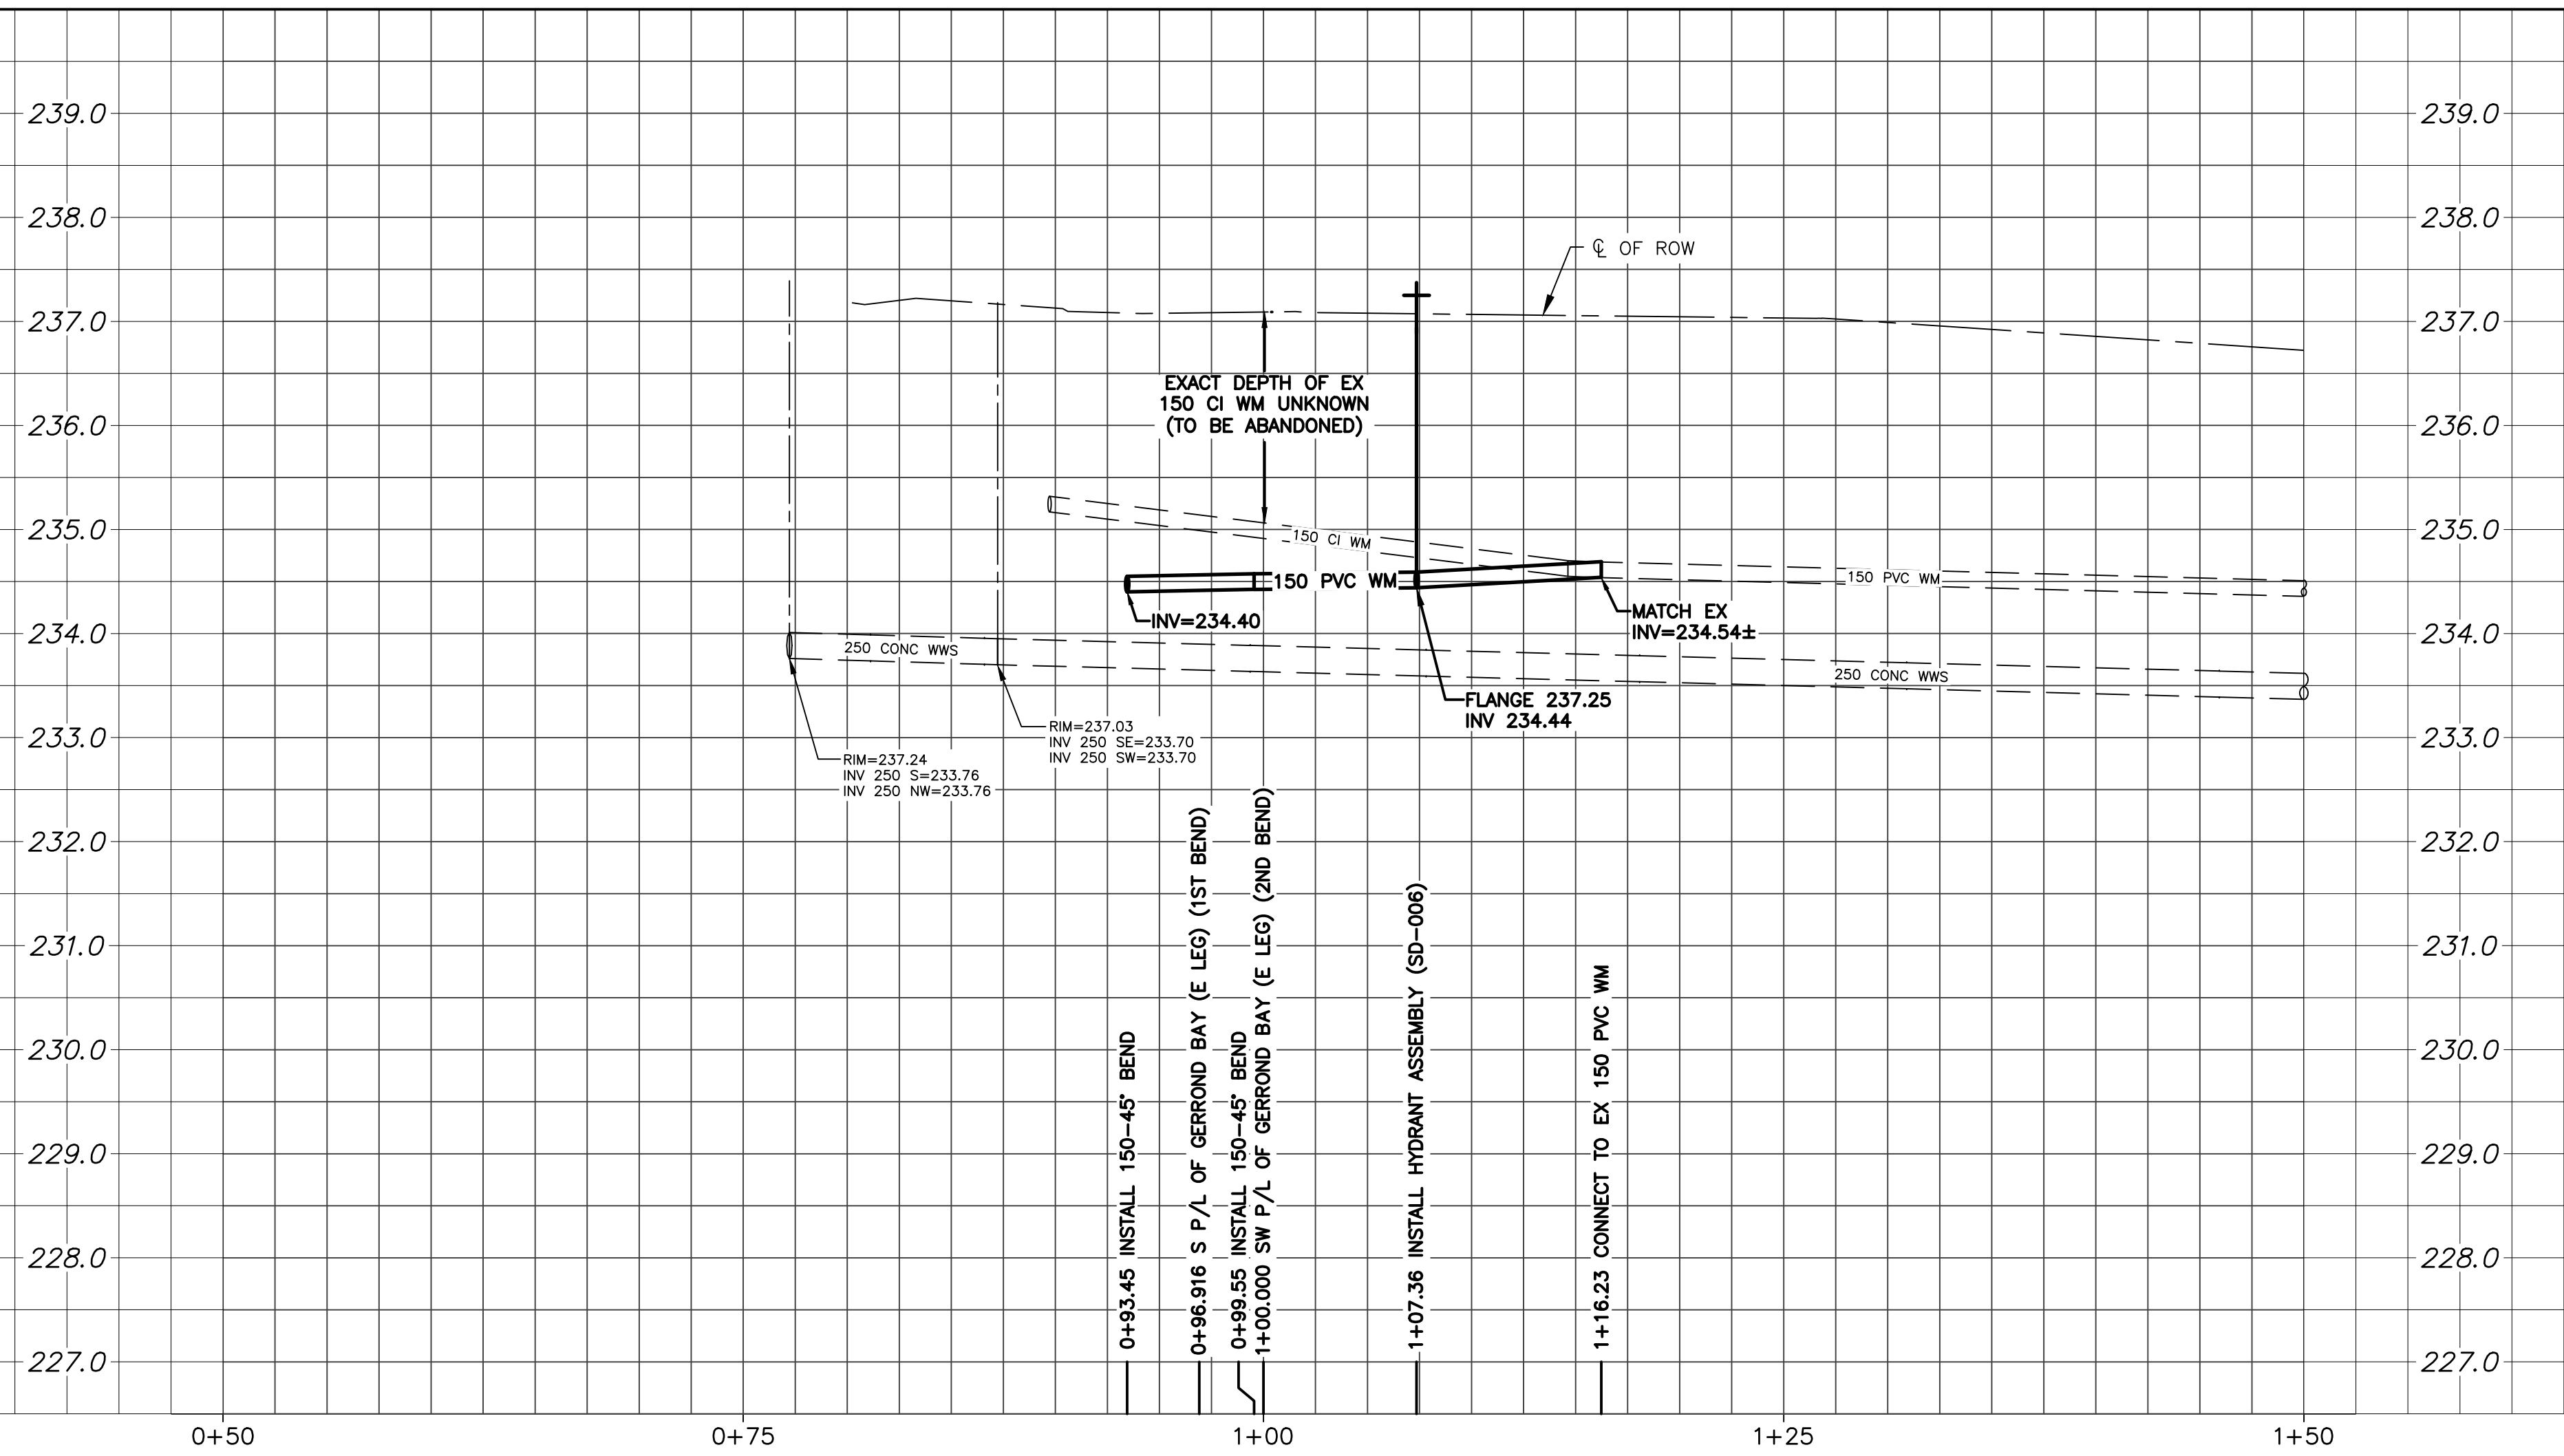 239.0 239.0
238.0 238.0
℄ OF ROW
237.0 237.0
EXACT DEPTH OF EX
150 CI WM UNKNOWN
(TO BE ABANDONED)
236.0 236.0
235.0 235.0
150 CI WM
150 PVC WM
150 PVC WM
INV=234.40
MATCH EX
INV=234.54±
234.0 234.0
250 CONC WWS
250 CONC WWS
FLANGE 237.25
INV 234.44
RIM=237.03
INV 250 SE=233.70
INV 250 SW=233.70
233.0 233.0
RIM=237.24
INV 250 S=233.76
INV 250 NW=233.76
232.0 232.0
231.0 231.0
230.0 230.0
229.0 229.0
228.0 228.0
227.0 227.0
0+93.45 INSTALL 150-45° BEND
0+96.916 S P/L OF GERROND BAY (E LEG) (1ST BEND)
0+99.55 INSTALL 150-45° BEND
1+00.000 SW P/L OF GERROND BAY (E LEG) (2ND BEND)
1+07.36 INSTALL HYDRANT ASSEMBLY (SD-006)
1+16.23 CONNECT TO EX 150 PVC WM
0+50 0+75 1+00 1+25 1+50